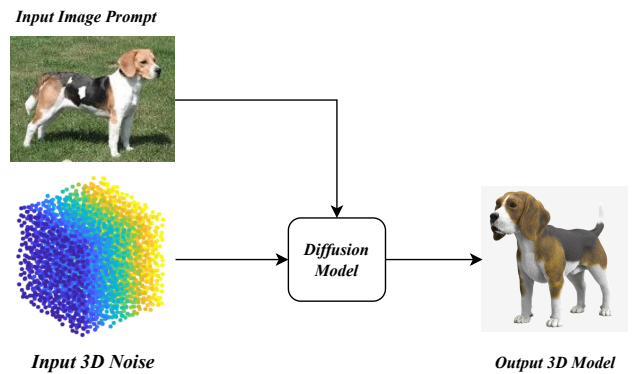 Input Image Prompt
Diffusion
Model
Input 3D Noise
Output 3D Model